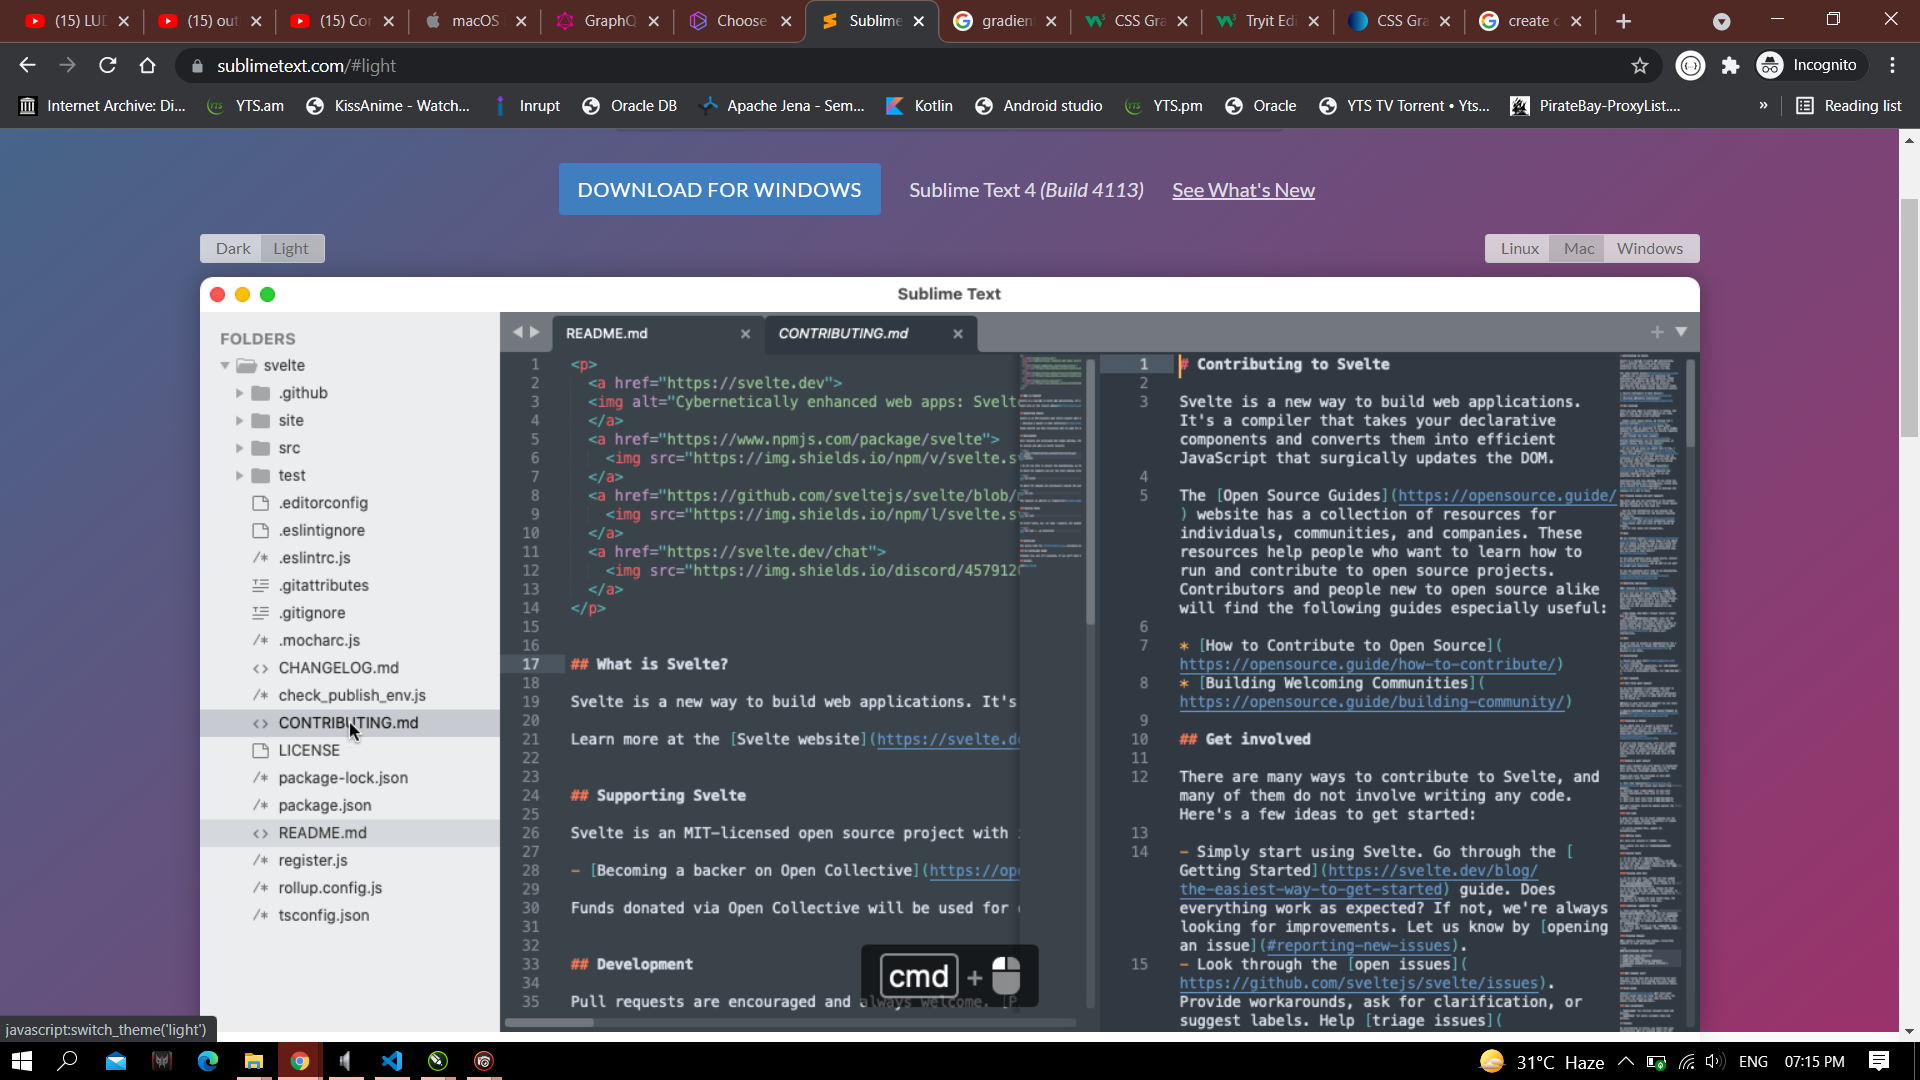 (15) LUD
(15) out
(15) Cor
macOS
GraphQ
Choose
Sublime
gradien
CSS Gra
Tryit Edi
CSS Gra
create c
sublimetext.com/#light
Incognito
Internet Archive: Di...
YTS.am
KissAnime - Watch...
Inrupt
Oracle DB
Apache Jena - Sem...
Kotlin
Android studio
YTS.pm
Oracle
YTS TV Torrent • Yts...
PirateBay-ProxyList....
»
Reading list
DOWNLOAD FOR WINDOWS
Sublime Text 4 (Build 4113)
See What's New
Dark Light
Linux Mac Windows
Sublime Text
FOLDERS
svelte
.github
site
src
test
.editorconfig
.eslintignore
/* .eslintrc.js
.gitattributes
.gitignore
/* .mocharc.js
<> CHANGELOG.md
/* check_publish_env.js
<> CONTRIBUTING.md
LICENSE
/* package-lock.json
/* package.json
<> README.md
/* register.js
/* rollup.config.js
/* tsconfig.json
README.md
CONTRIBUTING.md
1 <p>
2 <a href="https://svelte.dev">
3 <img alt="Cybernetically enhanced web apps: Svelt
4 </a>
5 <a href="https://www.npmjs.com/package/svelte">
6 <img src="https://img.shields.io/npm/v/svelte.s
7 </a>
8 <a href="https://github.com/sveltejs/svelte/blob/
9 <img src="https://img.shields.io/npm/l/svelte.s
10 </a>
11 <a href="https://svelte.dev/chat">
12 <img src="https://img.shields.io/discord/457912
13 </a>
14 </p>
15
16
17 ## What is Svelte?
18
19 Svelte is a new way to build web applications. It's
20
21 Learn more at the [Svelte website](https://svelte.d
22
23
24 ## Supporting Svelte
25
26 Svelte is an MIT-licensed open source project with
27
28 - [Becoming a backer on Open Collective](https://ope
29
30 Funds donated via Open Collective will be used for
31
32
33 ## Development
34
35 Pull requests are encouraged and always welcome. [P
1 # Contributing to Svelte
2
3 Svelte is a new way to build web applications.
It's a compiler that takes your declarative
components and converts them into efficient
JavaScript that surgically updates the DOM.
4
5 The [Open Source Guides](https://opensource.guide/
) website has a collection of resources for
individuals, communities, and companies. These
resources help people who want to learn how to
run and contribute to open source projects.
Contributors and people new to open source alike
will find the following guides especially useful:
6
7 * [How to Contribute to Open Source](
https://opensource.guide/how-to-contribute/)
8 * [Building Welcoming Communities](
https://opensource.guide/building-community/)
9
10 ## Get involved
11
12 There are many ways to contribute to Svelte, and
many of them do not involve writing any code.
Here's a few ideas to get started:
13
14 - Simply start using Svelte. Go through the [
Getting Started](https://svelte.dev/blog/
the-easiest-way-to-get-started) guide. Does
everything work as expected? If not, we're always
looking for improvements. Let us know by [opening
an issue](#reporting-new-issues).
15 - Look through the [open issues](
https://github.com/sveltejs/svelte/issues).
Provide workarounds, ask for clarification, or
suggest labels. Help [triage issues](
cmd +
javascript:switch_theme('light')
31°C Haze
ENG
07:15 PM